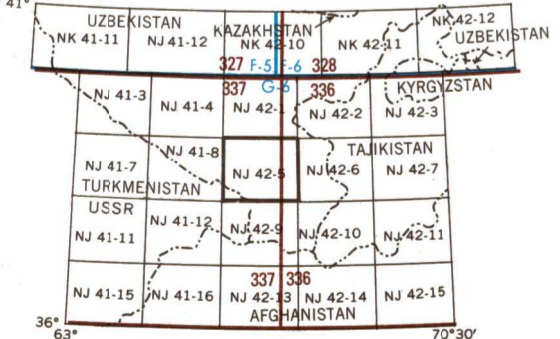 41°
UZBEKISTAN
KAZAKHSTAN
NK 42-12
NK 41-11
NJ 41-12
NK 42-10
NK 42-11
UZBEKISTAN
327 F-5 F-6 328
337 G-6 336
KYRGYZSTAN
NJ 41-3
NJ 41-4
NJ 42-1
NJ 42-2
NJ 42-3
NJ 41-7
NJ 41-8
NJ 42-5
NJ 42-6
TAJIKISTAN
NJ 42-7
TURKMENISTAN
USSR
NJ 41-11
NJ 41-12
NJ 42-9
NJ 42-10
NJ 42-11
337 336
NJ 41-15
NJ 41-16
NJ 42-13
NJ 42-14
NJ 42-15
AFGHANISTAN
36°
63°
70°30'